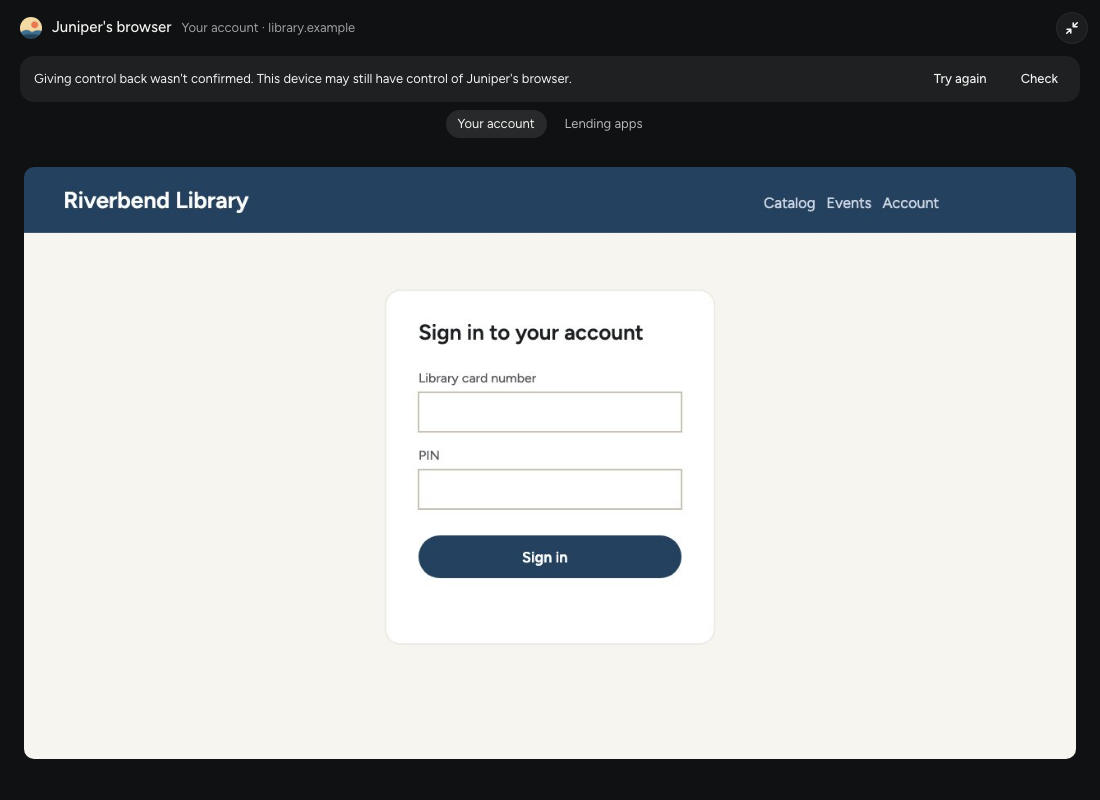 Juniper's browser Your account · library.example
Giving control back wasn't confirmed. This device may still have control of Juniper's browser. Try again Check
Your account Lending apps
Riverbend Library Catalog Events Account
Sign in to your account
Library card number
PIN
Sign in